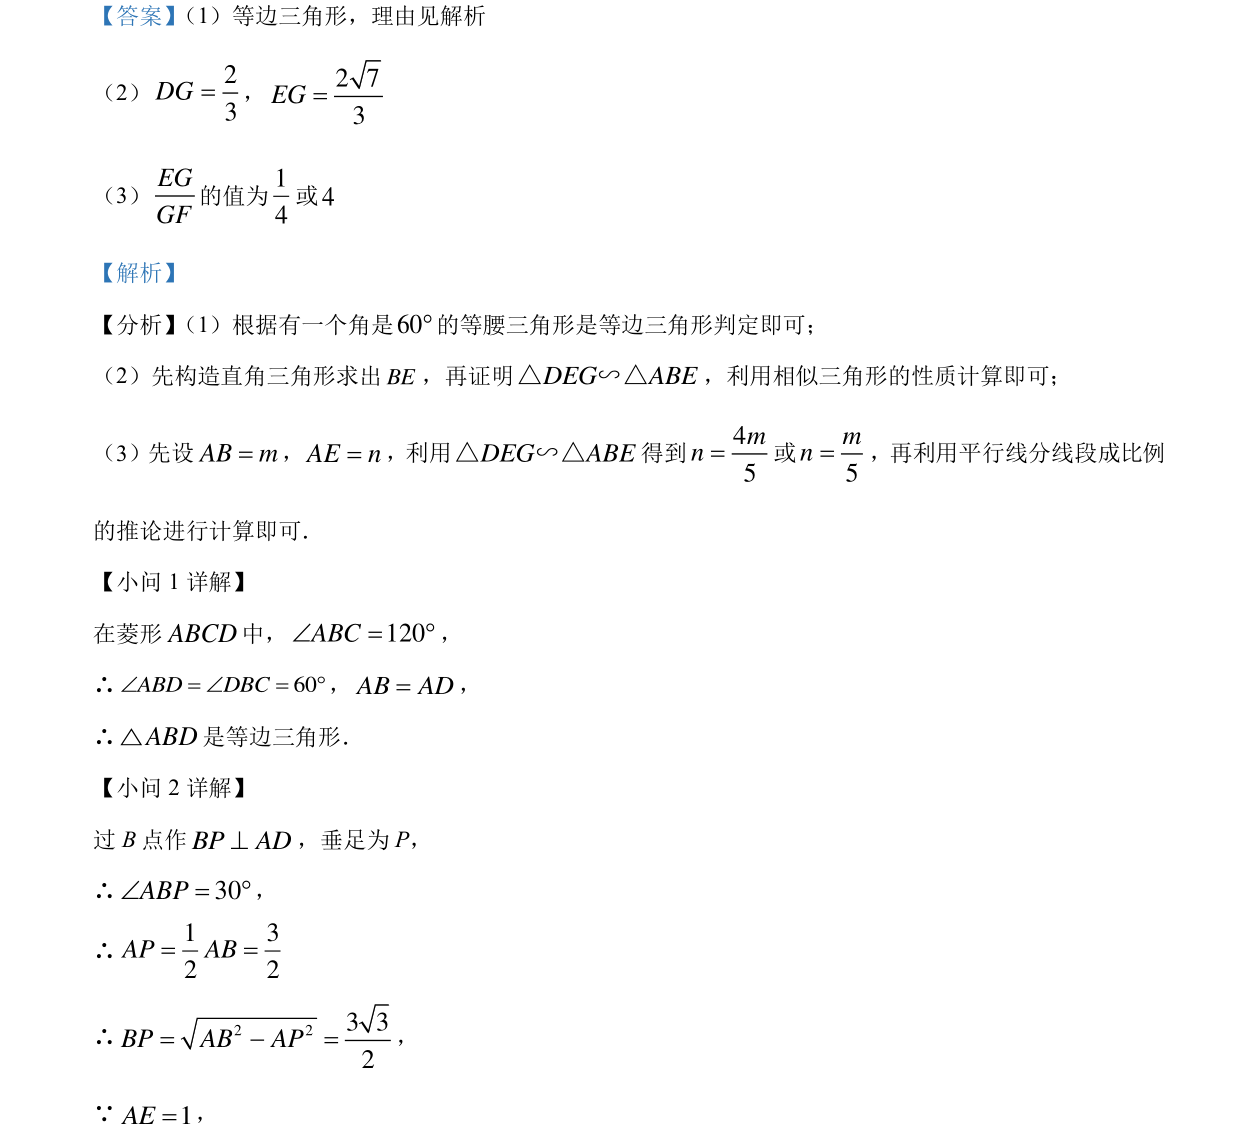 【答案】（1）等边三角形，理由见解析
（2）DG = 2/3，EG = 2√7/3
（3）EG/GF 的值为 1/4 或 4
【解析】
【分析】（1）根据有一个角是60°的等腰三角形是等边三角形判定即可；
（2）先构造直角三角形求出 BE，再证明△DEG∽△ABE，利用相似三角形的性质计算即可；
（3）先设 AB = m，AE = n，利用△DEG∽△ABE 得到 n = 4m/5 或 n = m/5，再利用平行线分线段成比例
的推论进行计算即可．
【小问 1 详解】
在菱形 ABCD 中，∠ABC = 120°，
∴∠ABD = ∠DBC = 60°，AB = AD，
∴△ABD 是等边三角形．
【小问 2 详解】
过 B 点作 BP ⊥ AD，垂足为 P，
∴∠ABP = 30°，
∴ AP = 1/2 AB = 3/2
∴ BP = √(AB² − AP²) = 3√3/2，
∵ AE = 1，